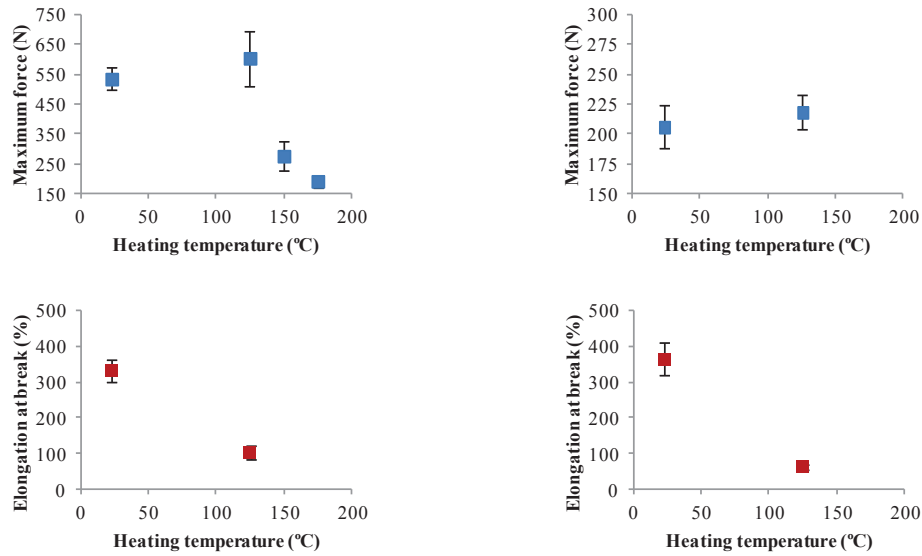 Maximum force (N)
750
650
550
450
350
250
150
0 50 100 150 200
Heating temperature (ºC)
Maximum force (N)
300
275
250
225
200
175
150
0 50 100 150 200
Heating temperature (ºC)
Elongation at break (%)
500
400
300
200
100
0
0 50 100 150 200
Heating temperature (ºC)
Elongation at break (%)
500
400
300
200
100
0
0 50 100 150 200
Heating temperature (ºC)